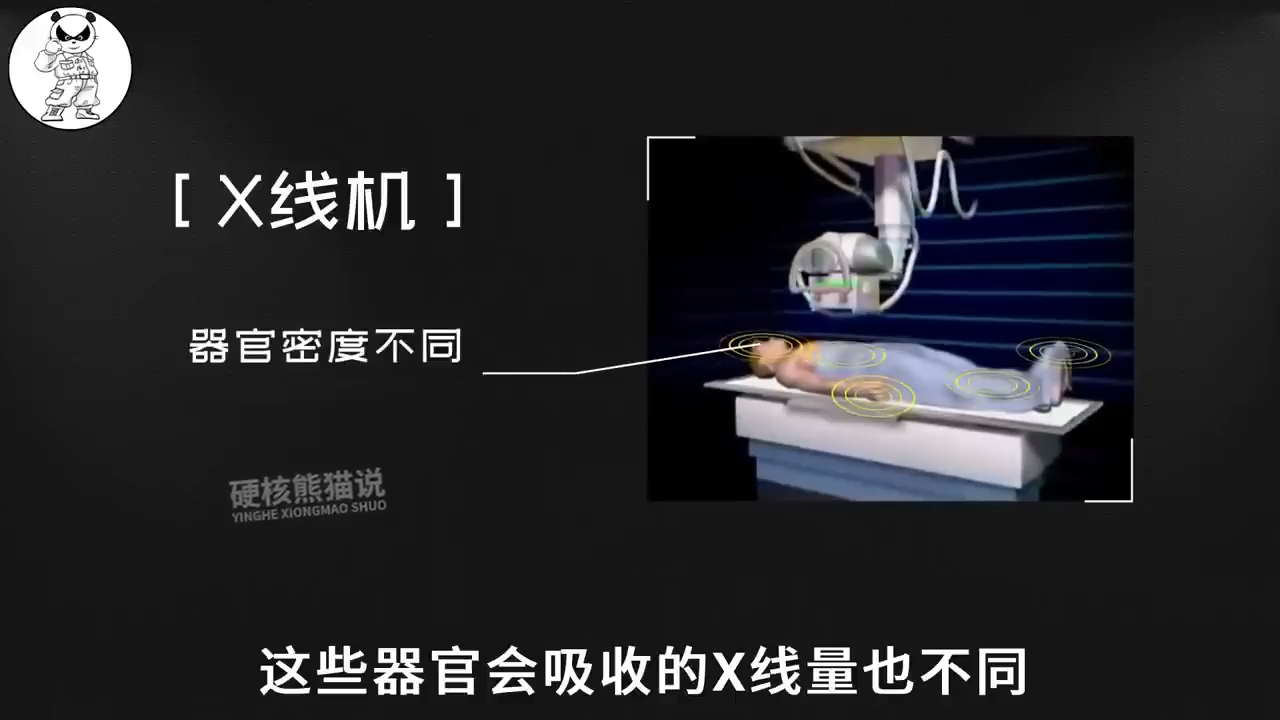 [ X线机 ]
器官密度不同
硬核熊猫说
YINGHE XIONGMAO SHUO
这些器官会吸收的X线量也不同